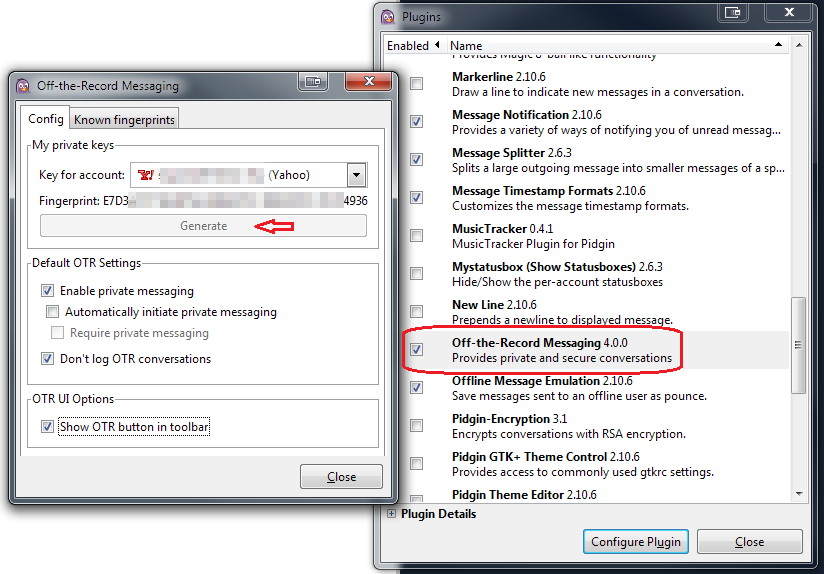 Off-the-Record Messaging
Config
Known fingerprints
My private keys
Key for account:
(Yahoo)
Fingerprint: E7D3
4936
Generate
Default OTR Settings
Enable private messaging
Automatically initiate private messaging
Require private messaging
Don't log OTR conversations
OTR UI Options
Show OTR button in toolbar
Close
Plugins
Enabled
Name
Provides Magic 8-ball like functionality
Markerline 2.10.6
Draw a line to indicate new messages in a conversation.
Message Notification 2.10.6
Provides a variety of ways of notifying you of unread messag...
Message Splitter 2.6.3
Splits a large outgoing message into smaller messages of a sp...
Message Timestamp Formats 2.10.6
Customizes the message timestamp formats.
MusicTracker 0.4.1
MusicTracker Plugin for Pidgin
Mystatusbox (Show Statusboxes) 2.6.3
Hide/Show the per-account statusboxes
New Line 2.10.6
Prepends a newline to displayed message.
Off-the-Record Messaging 4.0.0
Provides private and secure conversations
Offline Message Emulation 2.10.6
Save messages sent to an offline user as pounce.
Pidgin-Encryption 3.1
Encrypts conversations with RSA encryption.
Pidgin GTK+ Theme Control 2.10.6
Provides access to commonly used gtkrc settings.
Pidgin Theme Editor 2.10.6
Plugin Details
Configure Plugin
Close